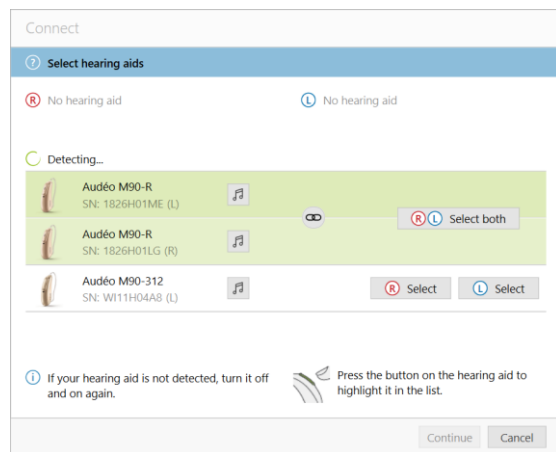 Connect
? Select hearing aids
R No hearing aid
L No hearing aid
Detecting...
Audéo M90-R
SN: 1826H01ME (L)
R L Select both
Audéo M90-R
SN: 1826H01LG (R)
Audéo M90-312
SN: WI11H04A8 (L)
R Select
L Select
i If your hearing aid is not detected, turn it off
and on again.
Press the button on the hearing aid to
highlight it in the list.
Continue
Cancel